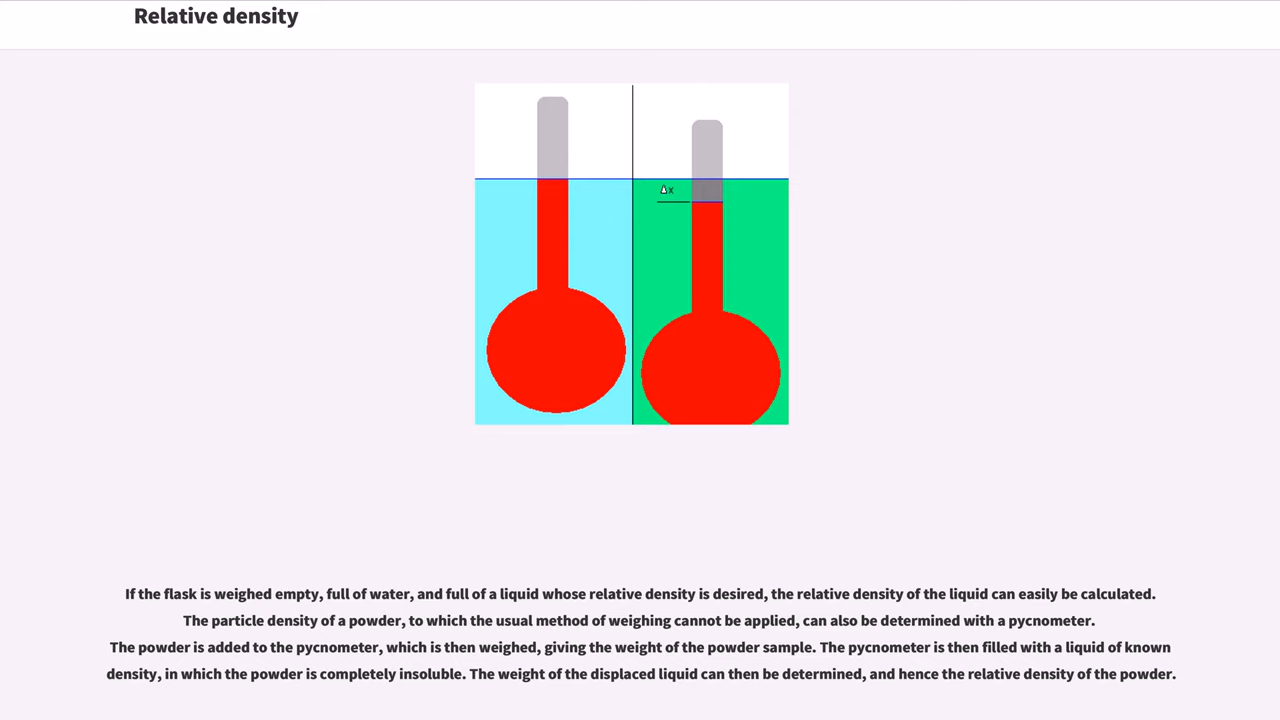 Relative density
Δx
If the flask is weighed empty, full of water, and full of a liquid whose relative density is desired, the relative density of the liquid can easily be calculated.
The particle density of a powder, to which the usual method of weighing cannot be applied, can also be determined with a pycnometer.
The powder is added to the pycnometer, which is then weighed, giving the weight of the powder sample. The pycnometer is then filled with a liquid of known
density, in which the powder is completely insoluble. The weight of the displaced liquid can then be determined, and hence the relative density of the powder.